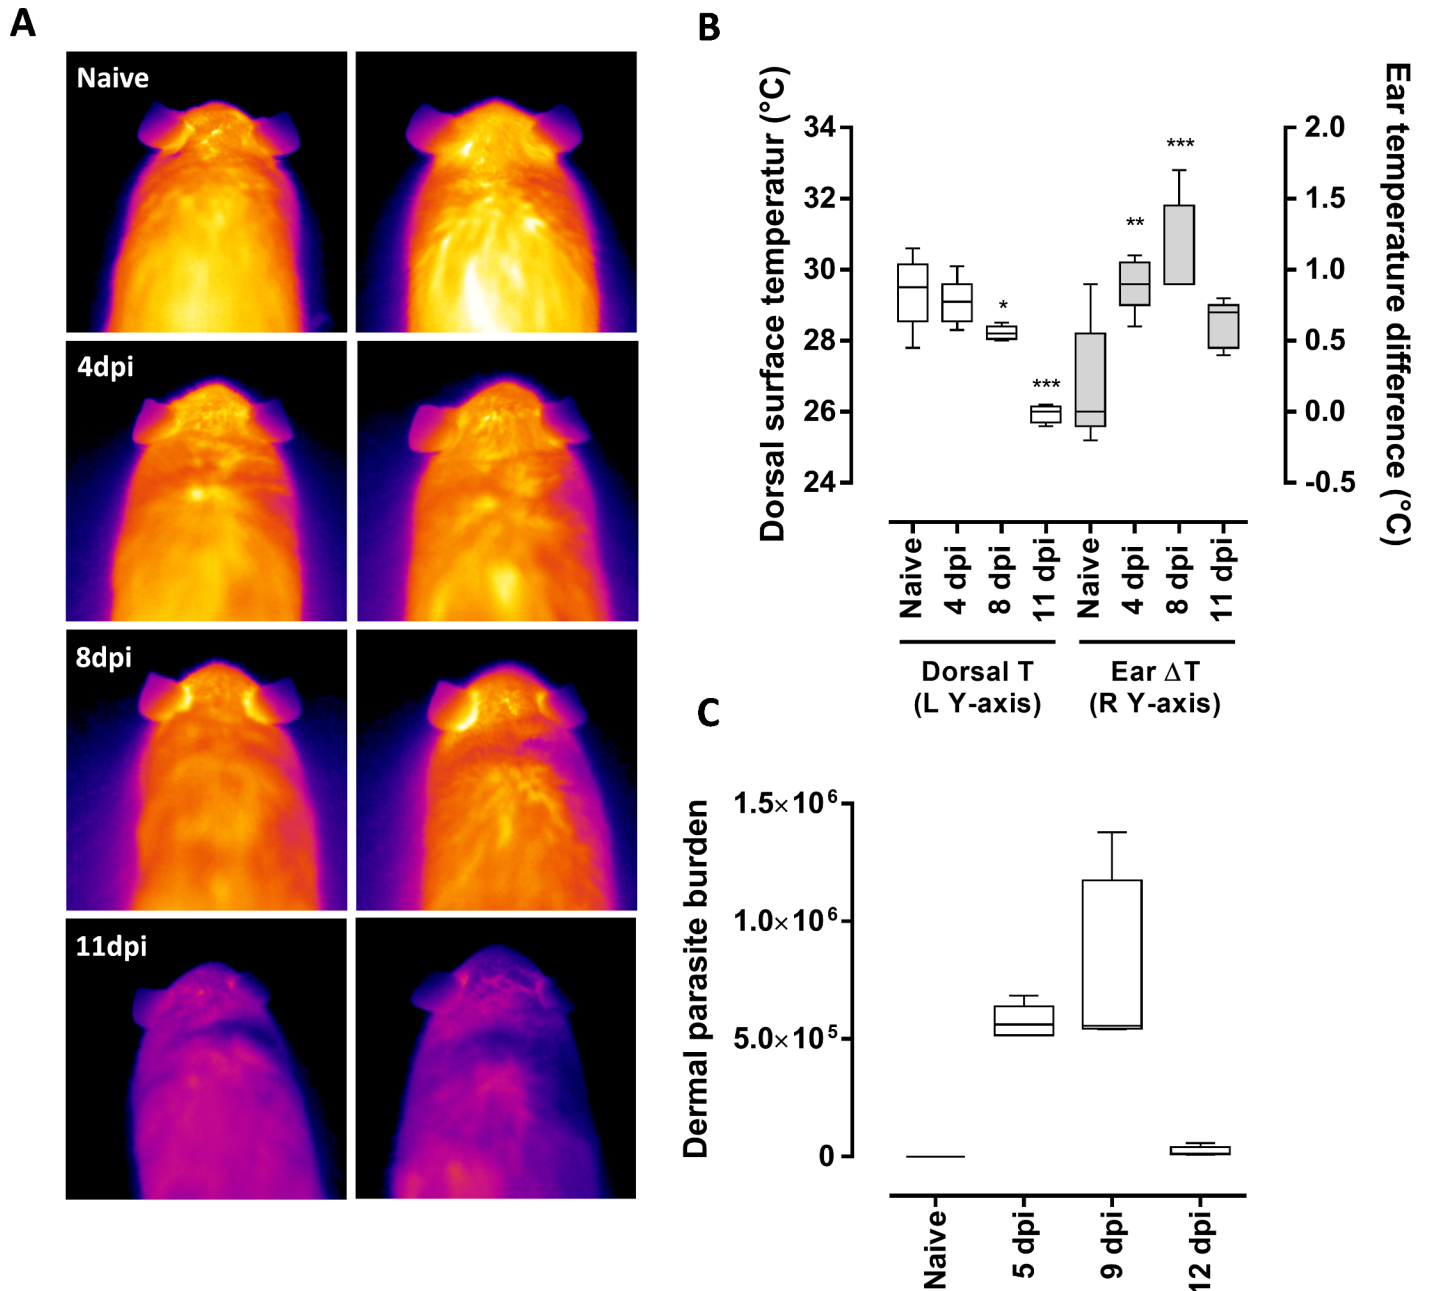 A
Naive
4dpi
8dpi
11dpi
B
Dorsal surface temperatur (°C)
34
32
30
28
26
24
*
***
**
***
2.0
1.5
1.0
0.5
0.0
-0.5
Ear temperature difference (°C)
Naive
4 dpi
8 dpi
11 dpi
Naive
4 dpi
8 dpi
11 dpi
Dorsal T
(L Y-axis)
Ear ΔT
(R Y-axis)
C
Dermal parasite burden
1.5×10⁶
1.0×10⁶
5.0×10⁵
0
Naive
5 dpi
9 dpi
12 dpi